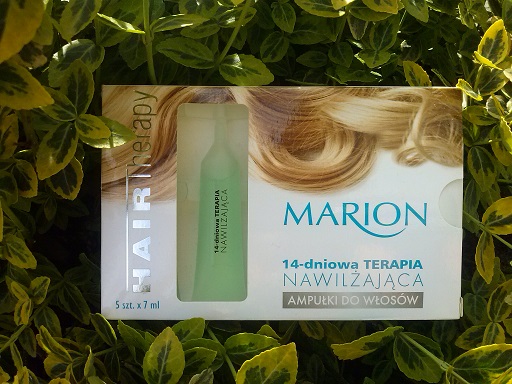 HAIR Therapy
14-dniowa TERAPIA
NAWILŻAJĄCA
5 szt. x 7 ml
MARION
14-dniowa TERAPIA
NAWILŻAJĄCA
AMPUŁKI DO WŁOSÓW